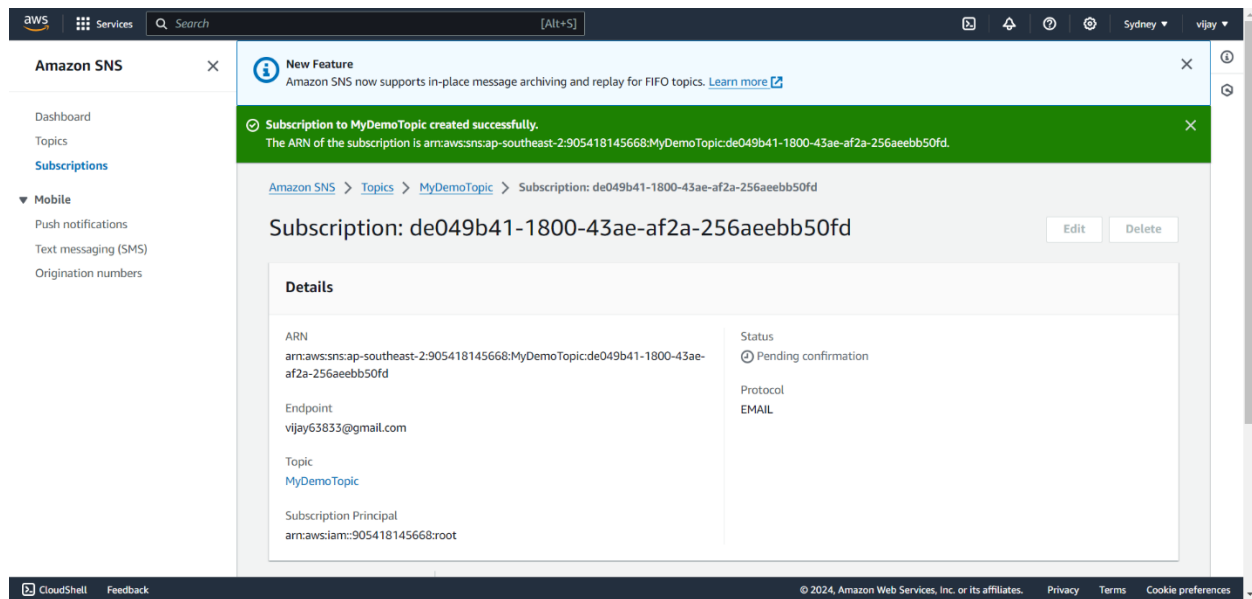 aws
Services
Search
[Alt+S]
Sydney
vijay
Amazon SNS
Dashboard
Topics
Subscriptions
Mobile
Push notifications
Text messaging (SMS)
Origination numbers
New Feature
Amazon SNS now supports in-place message archiving and replay for FIFO topics. Learn more
Subscription to MyDemoTopic created successfully.
The ARN of the subscription is arn:aws:sns:ap-southeast-2:905418145668:MyDemoTopic:de049b41-1800-43ae-af2a-256aeebb50fd.
Amazon SNS > Topics > MyDemoTopic > Subscription: de049b41-1800-43ae-af2a-256aeebb50fd
Subscription: de049b41-1800-43ae-af2a-256aeebb50fd
Edit
Delete
Details
ARN
arn:aws:sns:ap-southeast-2:905418145668:MyDemoTopic:de049b41-1800-43ae-
af2a-256aeebb50fd
Endpoint
vijay63833@gmail.com
Topic
MyDemoTopic
Subscription Principal
arn:aws:iam::905418145668:root
Status
Pending confirmation
Protocol
EMAIL
CloudShell
Feedback
© 2024, Amazon Web Services, Inc. or its affiliates.
Privacy
Terms
Cookie preferences